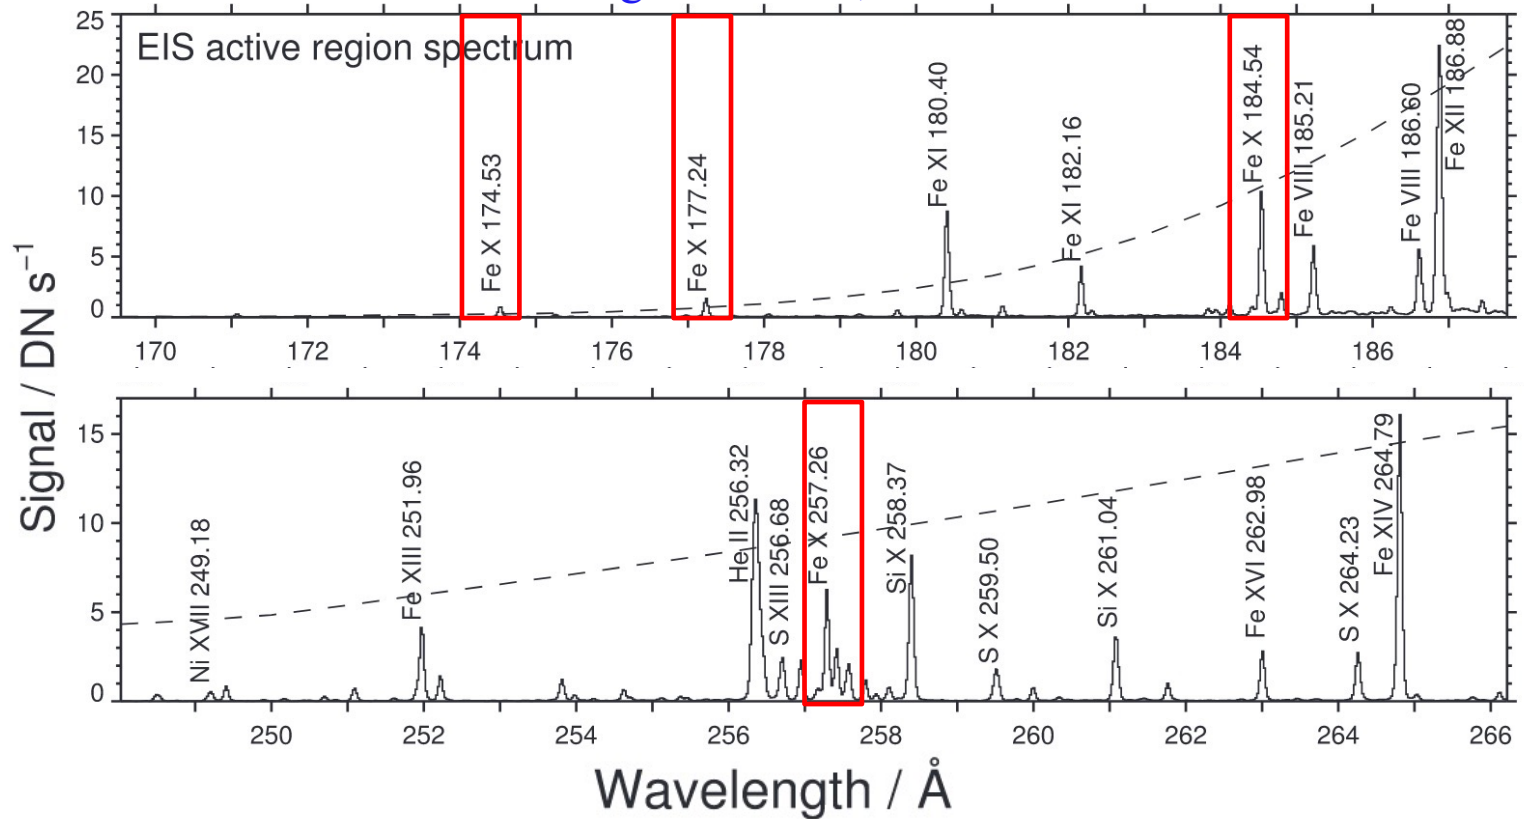 EIS active region spectrum
25
20
15
10
5
0
Fe X 174.53
Fe X 177.24
Fe XI 180.40
Fe XI 182.16
Fe X 184.54
Fe VIII 185.21
Fe VIII 186.60
Fe XII 186.88
170 172 174 176 178 180 182 184 186
Signal / DN s⁻¹
15
10
5
0
Ni XVII 249.18
Fe XIII 251.96
He II 256.32
S XIII 256.68
Fe X 257.26
Si X 258.37
S X 259.50
Si X 261.04
Fe XVI 262.98
S X 264.23
Fe XIV 264.79
250 252 254 256 258 260 262 264 266
Wavelength / Å